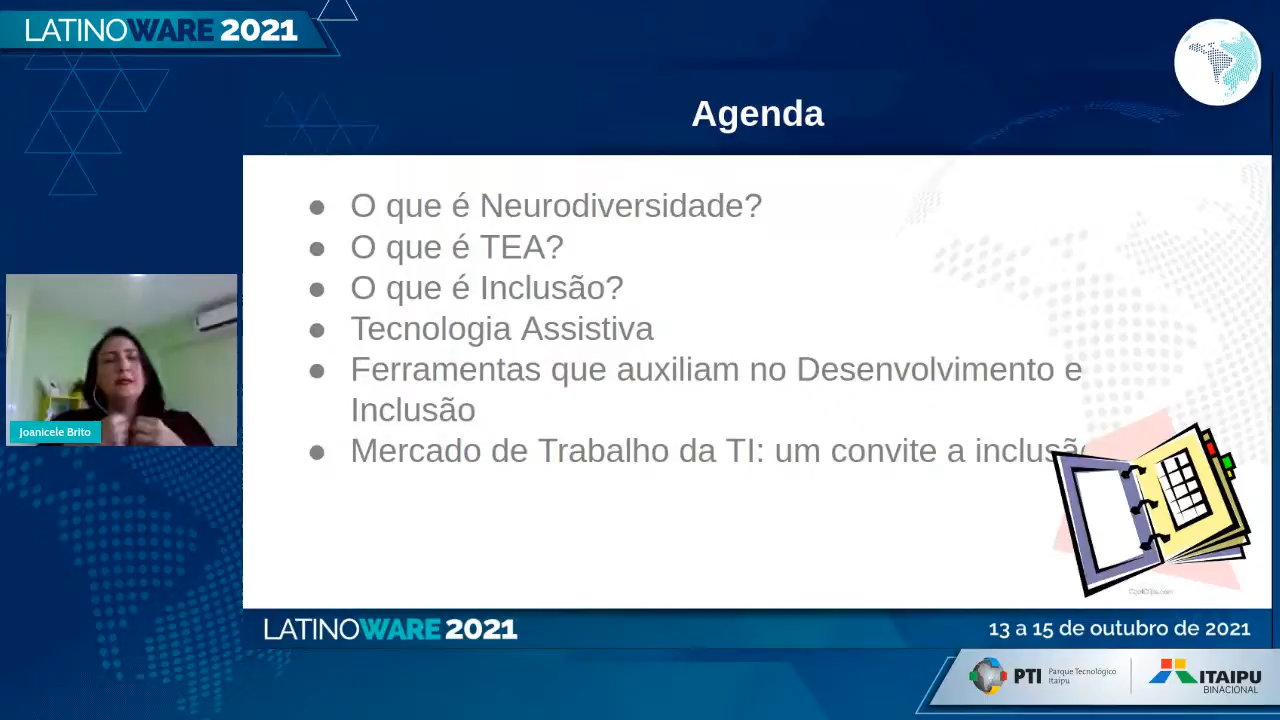 LATINOWARE 2021
Agenda
● O que é Neurodiversidade?
● O que é TEA?
● O que é Inclusão?
● Tecnologia Assistiva
● Ferramentas que auxiliam no Desenvolvimento e
Inclusão
● Mercado de Trabalho da TI: um convite a inclusão
Joanicele Brito
LATINOWARE 2021
13 a 15 de outubro de 2021
PTI
Parque Tecnológico
Itaipu
ITAIPU
BINACIONAL